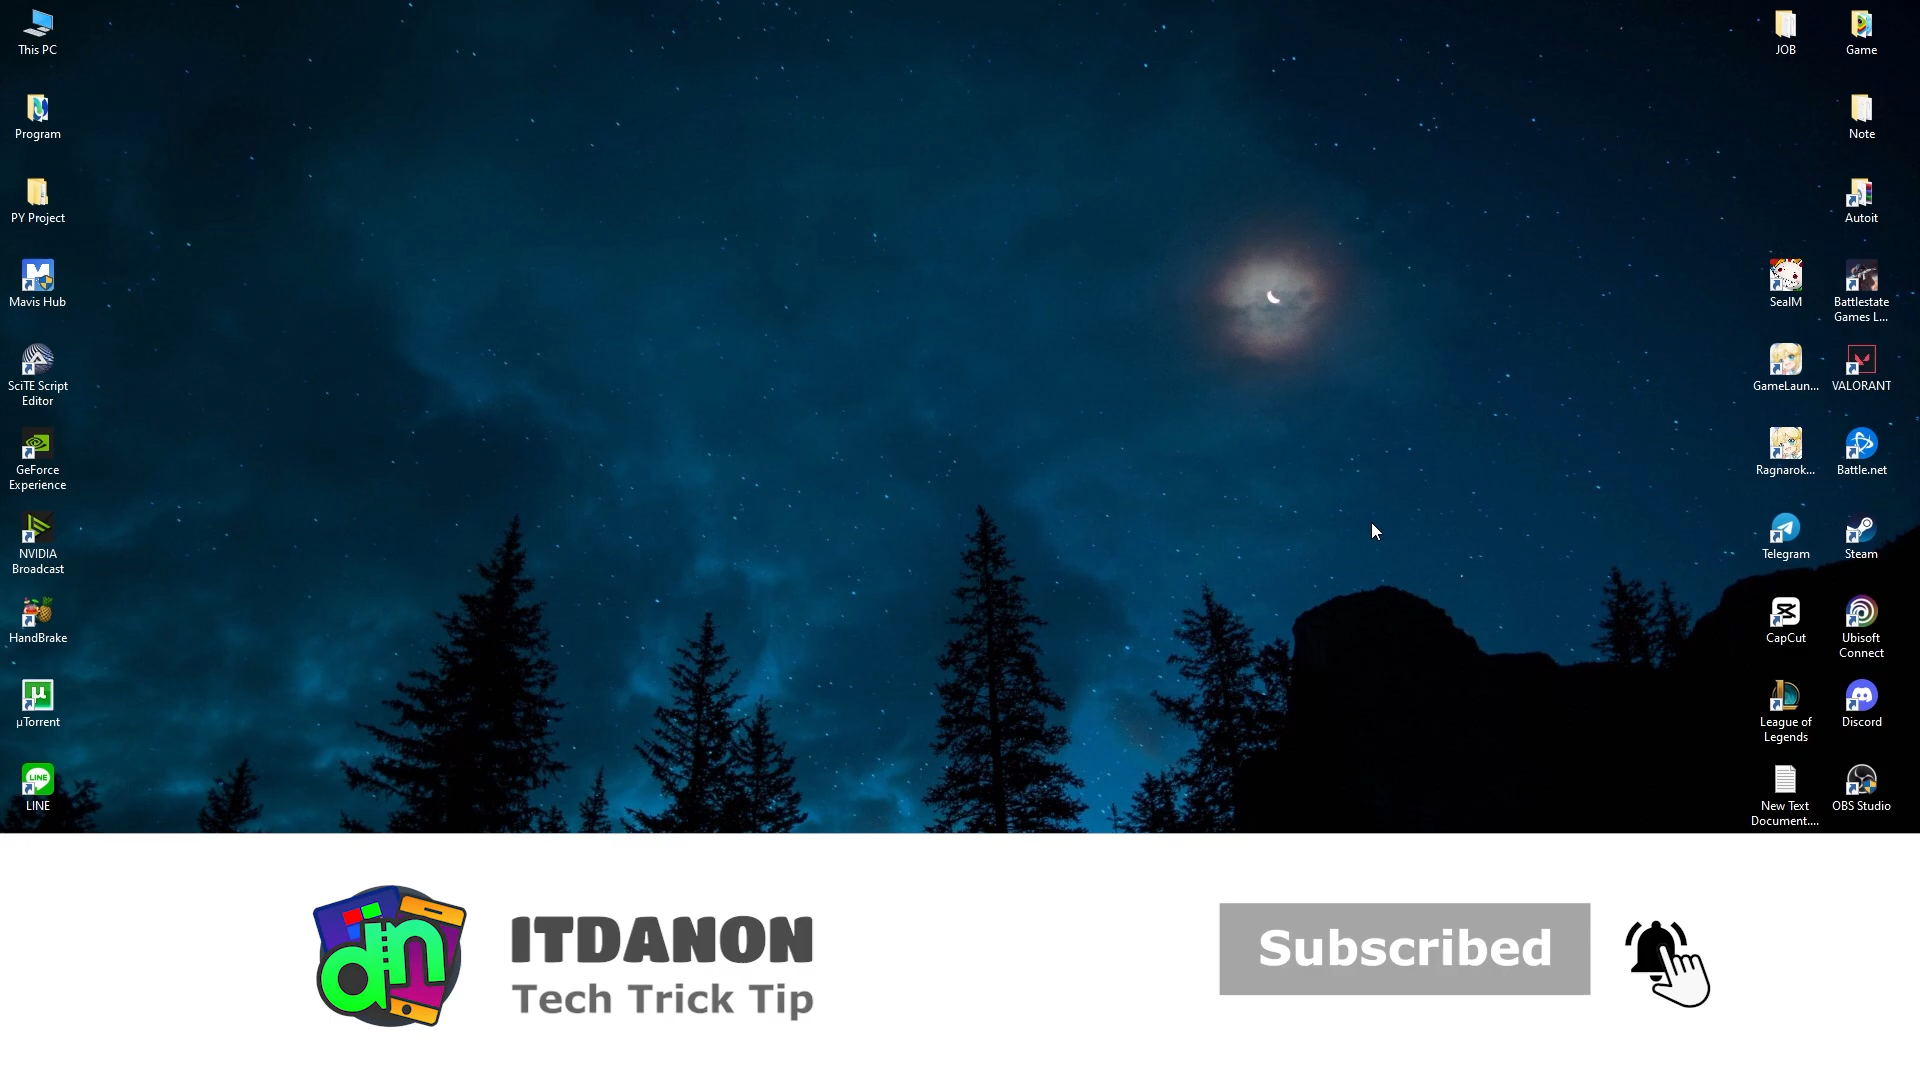 This PC
Program
PY Project
Mavis Hub
SciTE Script
Editor
GeForce
Experience
NVIDIA
Broadcast
HandBrake
µTorrent
LINE
JOB
Game
Note
Autoit
SealM
Battlestate
Games L...
GameLaun...
VALORANT
Ragnarok...
Battle.net
Telegram
Steam
CapCut
Ubisoft
Connect
League of
Legends
Discord
New Text
Document....
OBS Studio
dn
ITDANON
Tech Trick Tip
Subscribed